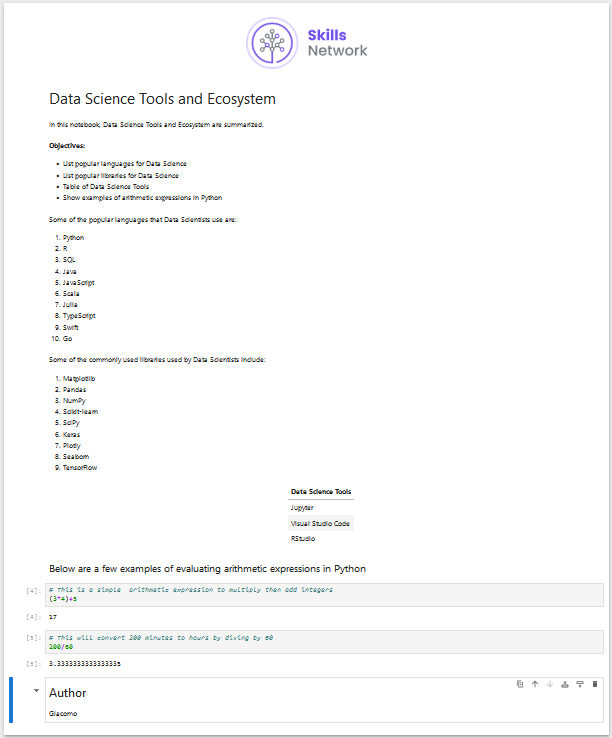 Skills
Network
Data Science Tools and Ecosystem
In this notebook, Data Science Tools and Ecosystem are summarized.
Objectives:
• List popular languages for Data Science
• List popular libraries for Data Science
• Table of Data Science Tools
• Show examples of arithmetic expressions in Python
Some of the popular languages that Data Scientists use are:
1. Python
2. R
3. SQL
4. Java
5. JavaScript
6. Scala
7. Julia
8. TypeScript
9. Swift
10. Go
Some of the commonly used libraries used by Data Scientists include:
1. Matplotlib
2. Pandas
3. NumPy
4. Scikit-learn
5. SciPy
6. Keras
7. Plotly
8. Seaborn
9. TensorFlow
Data Science Tools
Jupyter
Visual Studio Code
RStudio
Below are a few examples of evaluating arithmetic expressions in Python
[4]: # This is a simple arithmetic expression to multiply then add integers
(3*4)+5
[4]: 17
[5]: # This will convert 200 minutes to hours by diving by 60
200/60
[5]: 3.3333333333333335
Author
Giacomo